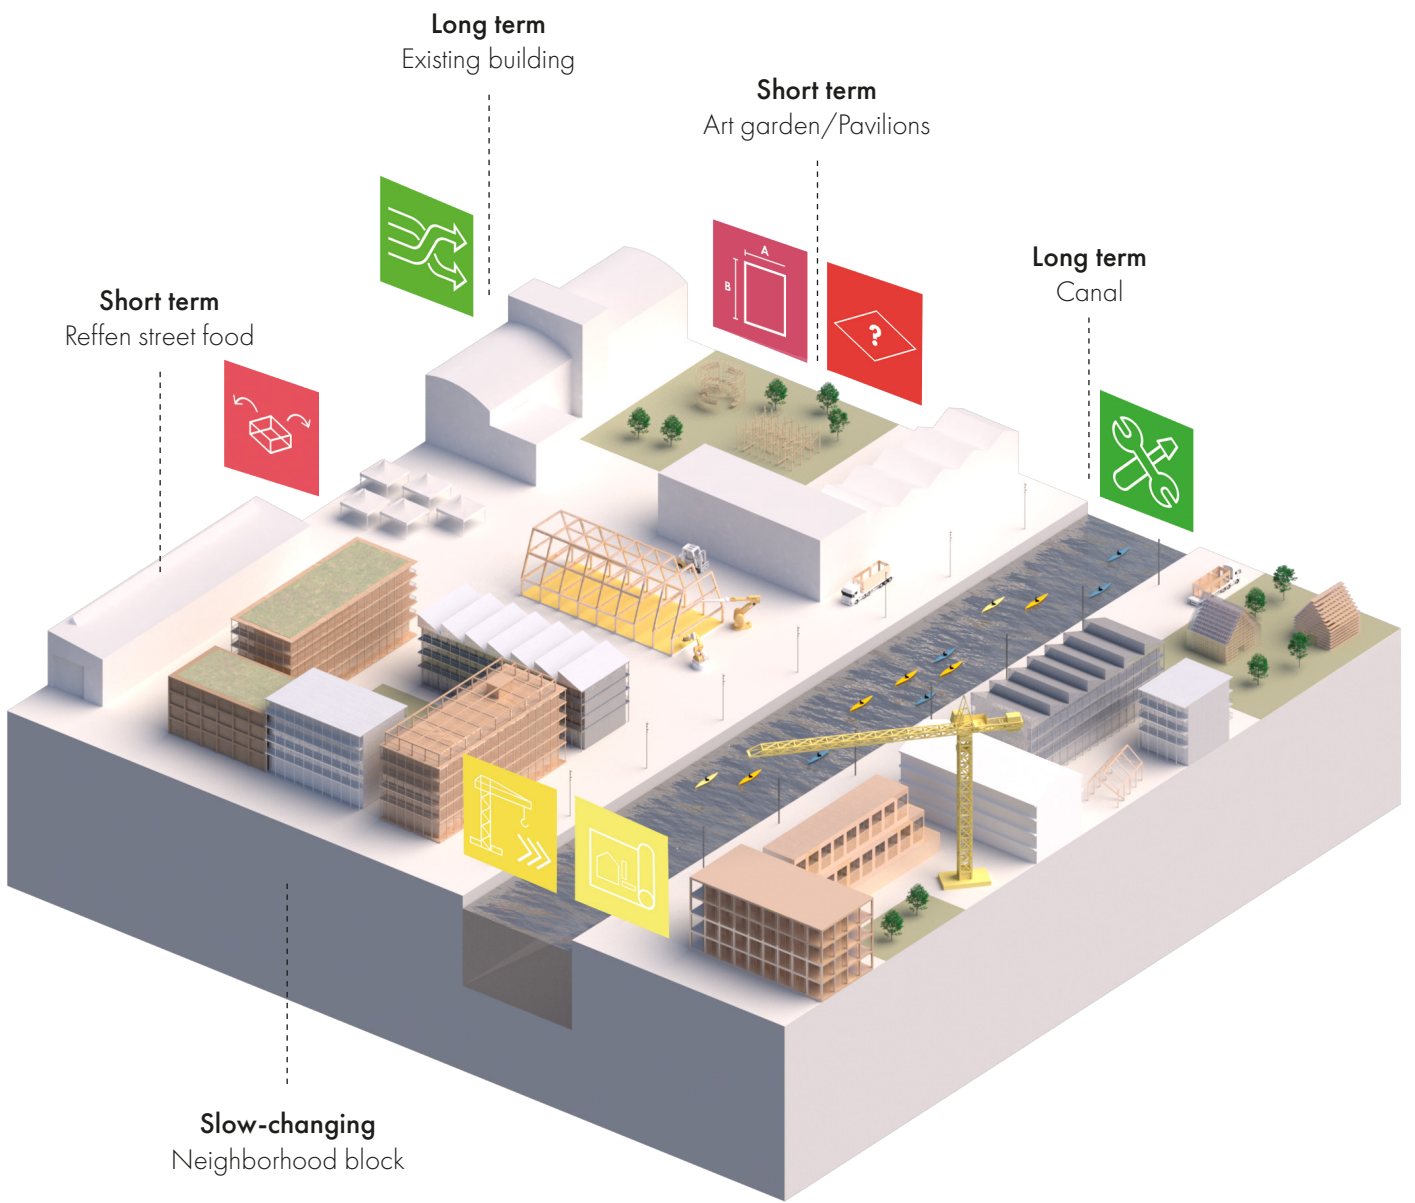 Long term
Existing building
Short term
Art garden/Pavilions
Long term
Canal
Short term
Reffen street food
A
B
?
Slow-changing
Neighborhood block